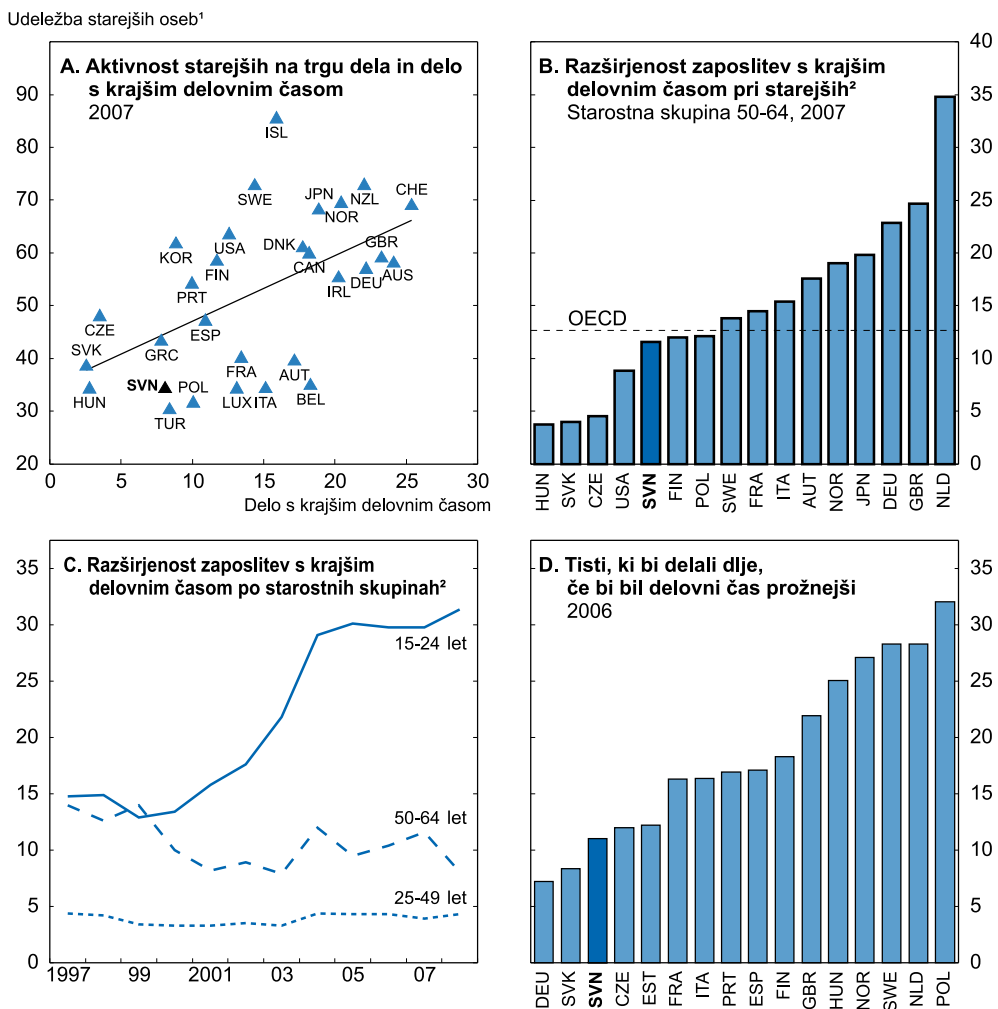 Udeležba starejših oseb¹
A. Aktivnost starejših na trgu dela in delo
s krajšim delovnim časom
2007
90
80
70
60
50
40
30
20
0
5
10
15
20
25
30
Delo s krajšim delovnim časom
ISL
SWE
JPN
NZL
CHE
NOR
KOR
USA
DNK
GBR
FIN
CAN
PRT
IRL
DEU
AUS
CZE
ESP
SVK
GRC
FRA
AUT
HUN
SVN
POL
LUX
ITA
BEL
TUR
B. Razširjenost zaposlitev s krajšim
delovnim časom pri starejših²
Starostna skupina 50-64, 2007
40
35
30
25
20
15
10
5
0
OECD
HUN
SVK
CZE
USA
SVN
FIN
POL
SWE
FRA
ITA
AUT
NOR
JPN
DEU
GBR
NLD
C. Razširjenost zaposlitev s krajšim
delovnim časom po starostnih skupinah²
35
30
25
20
15
10
5
0
15-24 let
50-64 let
25-49 let
1997
99
2001
03
05
07
D. Tisti, ki bi delali dlje,
če bi bil delovni čas prožnejši
2006
35
30
25
20
15
10
5
0
DEU
SVK
SVN
CZE
EST
FRA
ITA
PRT
ESP
FIN
GBR
HUN
NOR
SWE
NLD
POL